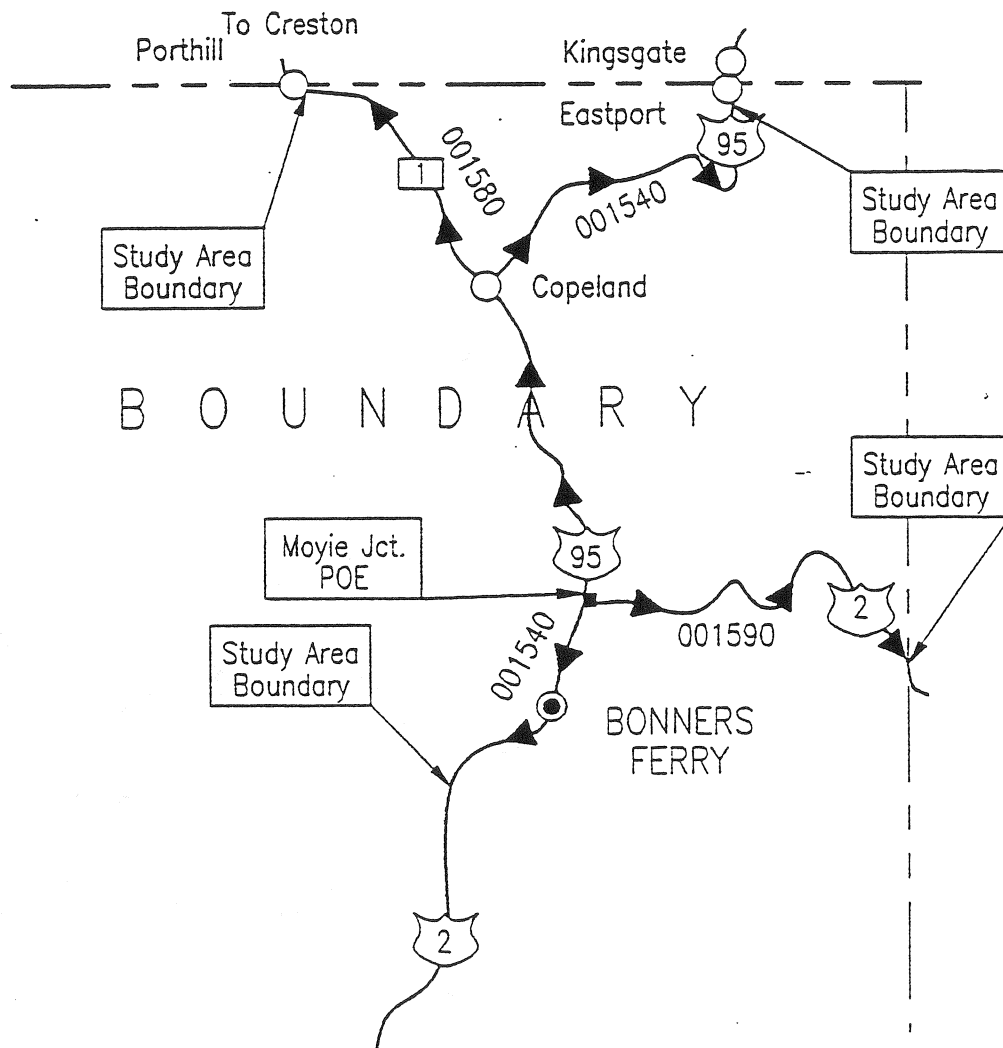 To Creston
Porthill
Kingsgate
Eastport
95
001580
1
001540
Study Area
Boundary
Study Area
Boundary
Copeland
BOUNDARY
Study Area
Boundary
Moyie Jct.
POE
95
2
001590
001540
Study Area
Boundary
BONNERS
FERRY
2